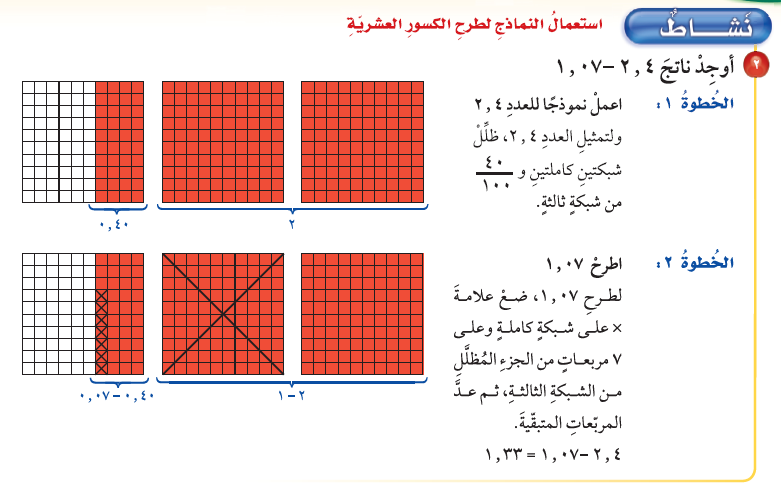 نَشَاطٌ
استعمالُ النماذجِ لطرحِ الكسورِ العشريَةِ
٢ أوجِدْ ناتجَ ٢,٤ – ١,٠٧
الخُطوةُ ١: اعملْ نموذجًا للعددِ ٢,٤
ولتمثيلِ العددِ ٢,٤، ظلِّلْ
شبكتينِ كاملتينِ و ٤٠/١٠٠
من شبكةٍ ثالثةٍ.
٢
٠,٤٠
الخُطوةُ ٢: اطرحْ ١,٠٧
لطرحِ ١,٠٧، ضعْ علامةَ
× على شبكةٍ كاملةٍ وعلى
٧ مربعاتٍ من الجزءِ المُظلَّلِ
من الشبكةِ الثالثةِ، ثم عدَّ
المربّعاتِ المتبقّيةَ.
٢,٤ – ١,٠٧ = ١,٣٣
٢ – ١
٠,٤٠ – ٠,٠٧